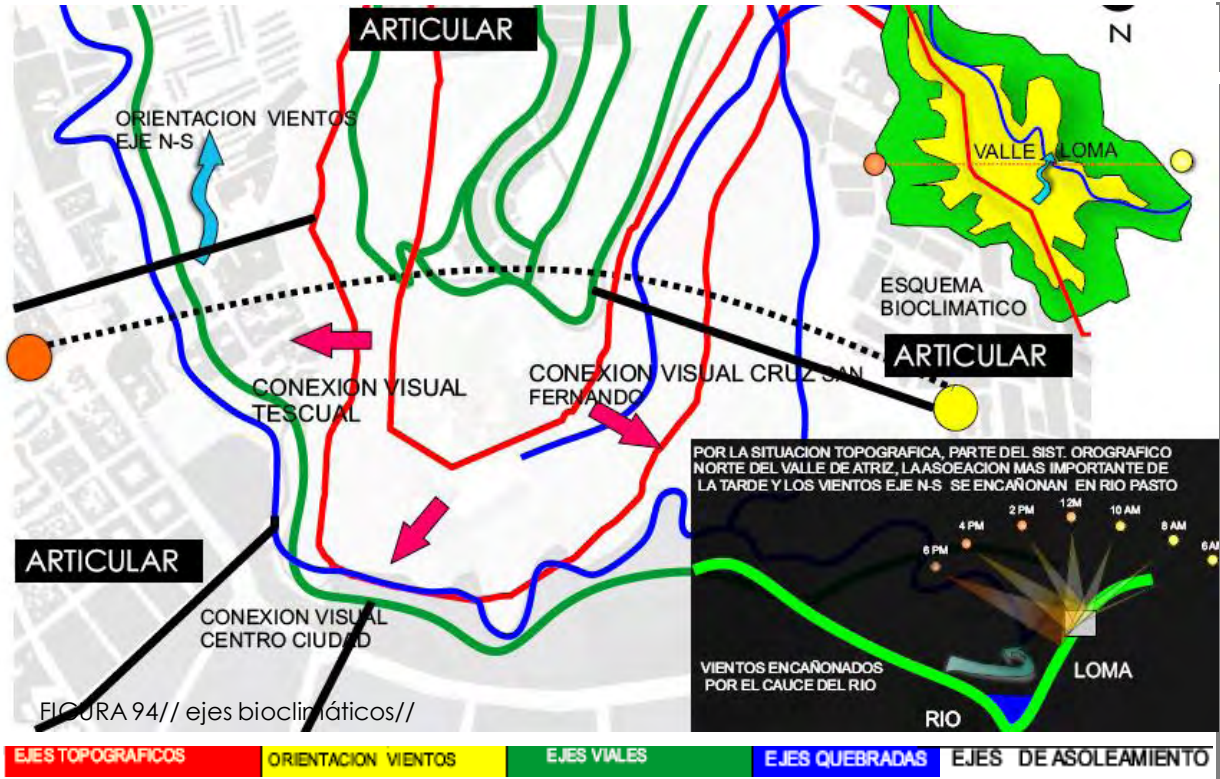 ARTICULAR
N
ORIENTACION VIENTOS
EJE N-S
VALLE LOMA
ESQUEMA
BIOCLIMATICO
ARTICULAR
CONEXION VISUAL
TESCUAL
CONEXION VISUAL CRUZ SAN
FERNANDO
POR LA SITUACION TOPOGRAFICA, PARTE DEL SIST. OROGRAFICO
NORTE DEL VALLE DE ATRIZ, LA ASOEACION MAS IMPORTANTE DE
LA TARDE Y LOS VIENTOS EJE N-S SE ENCAÑONAN EN RIO PASTO
6 PM
4 PM
2 PM
12M
10 AM
8 AM
ARTICULAR
CONEXION VISUAL
CENTRO CIUDAD
VIENTOS ENCAÑONADOS
POR EL CAUCE DEL RIO
LOMA
RIO
FIGURA 94// ejes bioclimáticos//
EJES TOPOGRAFICOS
ORIENTACION VIENTOS
EJES VIALES
EJES QUEBRADAS
EJES DE ASOLEAMIENTO